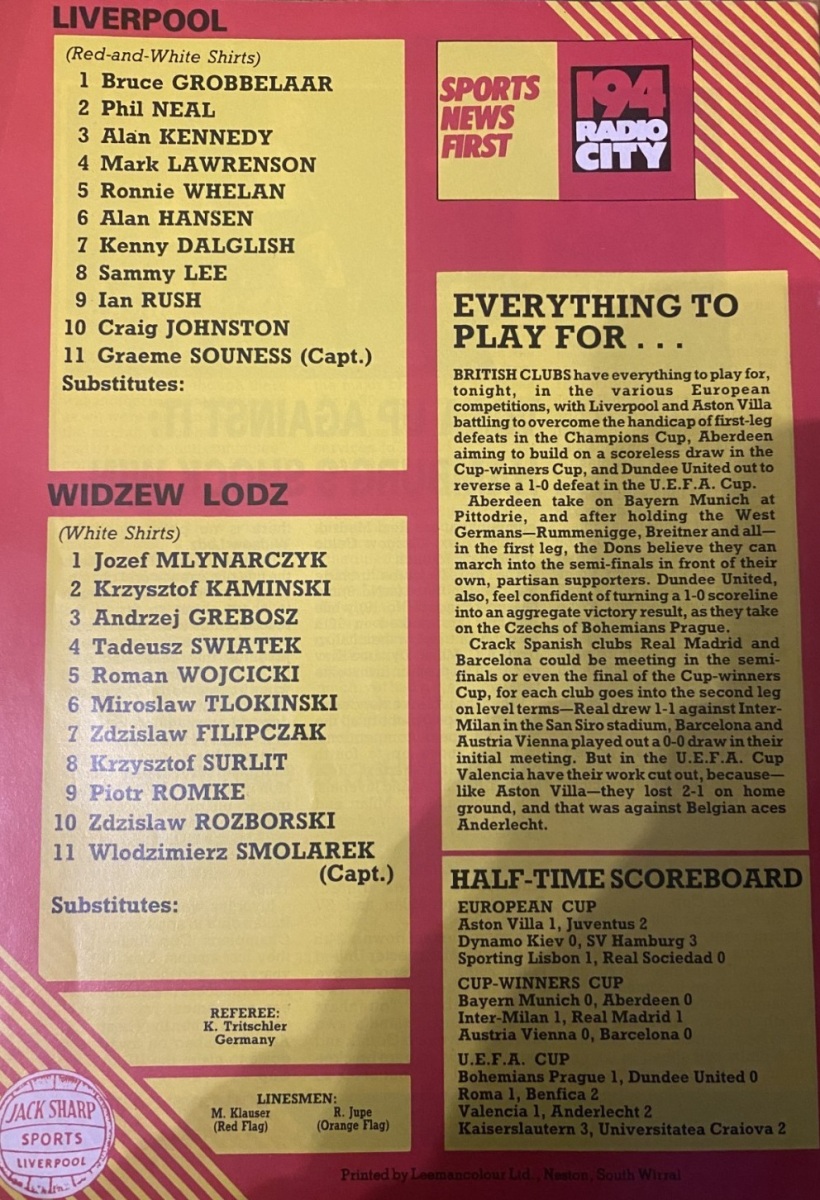 LIVERPOOL
(Red-and-White Shirts)
1 Bruce GROBBELAAR
2 Phil NEAL
3 Alan KENNEDY
4 Mark LAWRENSON
5 Ronnie WHELAN
6 Alan HANSEN
7 Kenny DALGLISH
8 Sammy LEE
9 Ian RUSH
10 Craig JOHNSTON
11 Graeme SOUNESS (Capt.)
Substitutes:
WIDZEW LODZ
(White Shirts)
1 Jozef MLYNARCZYK
2 Krzysztof KAMINSKI
3 Andrzej GREBOSZ
4 Tadeusz SWIATEK
5 Roman WOJCICKI
6 Miroslaw TLOKINSKI
7 Zdzislaw FILIPCZAK
8 Krzysztof SURLIT
9 Piotr ROMKE
10 Zdzislaw ROZBORSKI
11 Wlodzimierz SMOLAREK
(Capt.)
Substitutes:
REFEREE:
K. Tritschler
Germany
LINESMEN:
M. Klauser
(Red Flag)
R. Jupe
(Orange Flag)
JACK SHARP
SPORTS
LIVERPOOL
SPORTS
NEWS
FIRST
194
RADIO
CITY
EVERYTHING TO
PLAY FOR . . .
BRITISH CLUBS have everything to play for,
tonight, in the various European
competitions, with Liverpool and Aston Villa
battling to overcome the handicap of first-leg
defeats in the Champions Cup, Aberdeen
aiming to build on a scoreless draw in the
Cup-winners Cup, and Dundee United out to
reverse a 1-0 defeat in the U.E.F.A. Cup.
Aberdeen take on Bayern Munich at
Pittodrie, and after holding the West
Germans—Rummenigge, Breitner and all—
in the first leg, the Dons believe they can
march into the semi-finals in front of their
own, partisan supporters. Dundee United,
also, feel confident of turning a 1-0 scoreline
into an aggregate victory result, as they take
on the Czechs of Bohemians Prague.
Crack Spanish clubs Real Madrid and
Barcelona could be meeting in the semi-
finals or even the final of the Cup-winners
Cup, for each club goes into the second leg
on level terms—Real drew 1-1 against Inter-
Milan in the San Siro stadium, Barcelona and
Austria Vienna played out a 0-0 draw in their
initial meeting. But in the U.E.F.A. Cup
Valencia have their work cut out, because—
like Aston Villa—they lost 2-1 on home
ground, and that was against Belgian aces
Anderlecht.
HALF-TIME SCOREBOARD
EUROPEAN CUP
Aston Villa 1, Juventus 2
Dynamo Kiev 0, SV Hamburg 3
Sporting Lisbon 1, Real Sociedad 0
CUP-WINNERS CUP
Bayern Munich 0, Aberdeen 0
Inter-Milan 1, Real Madrid 1
Austria Vienna 0, Barcelona 0
U.E.F.A. CUP
Bohemians Prague 1, Dundee United 0
Roma 1, Benfica 2
Valencia 1, Anderlecht 2
Kaiserslautern 3, Universitatea Craiova 2
Printed by Leemancolour Ltd., Neston, South Wirral